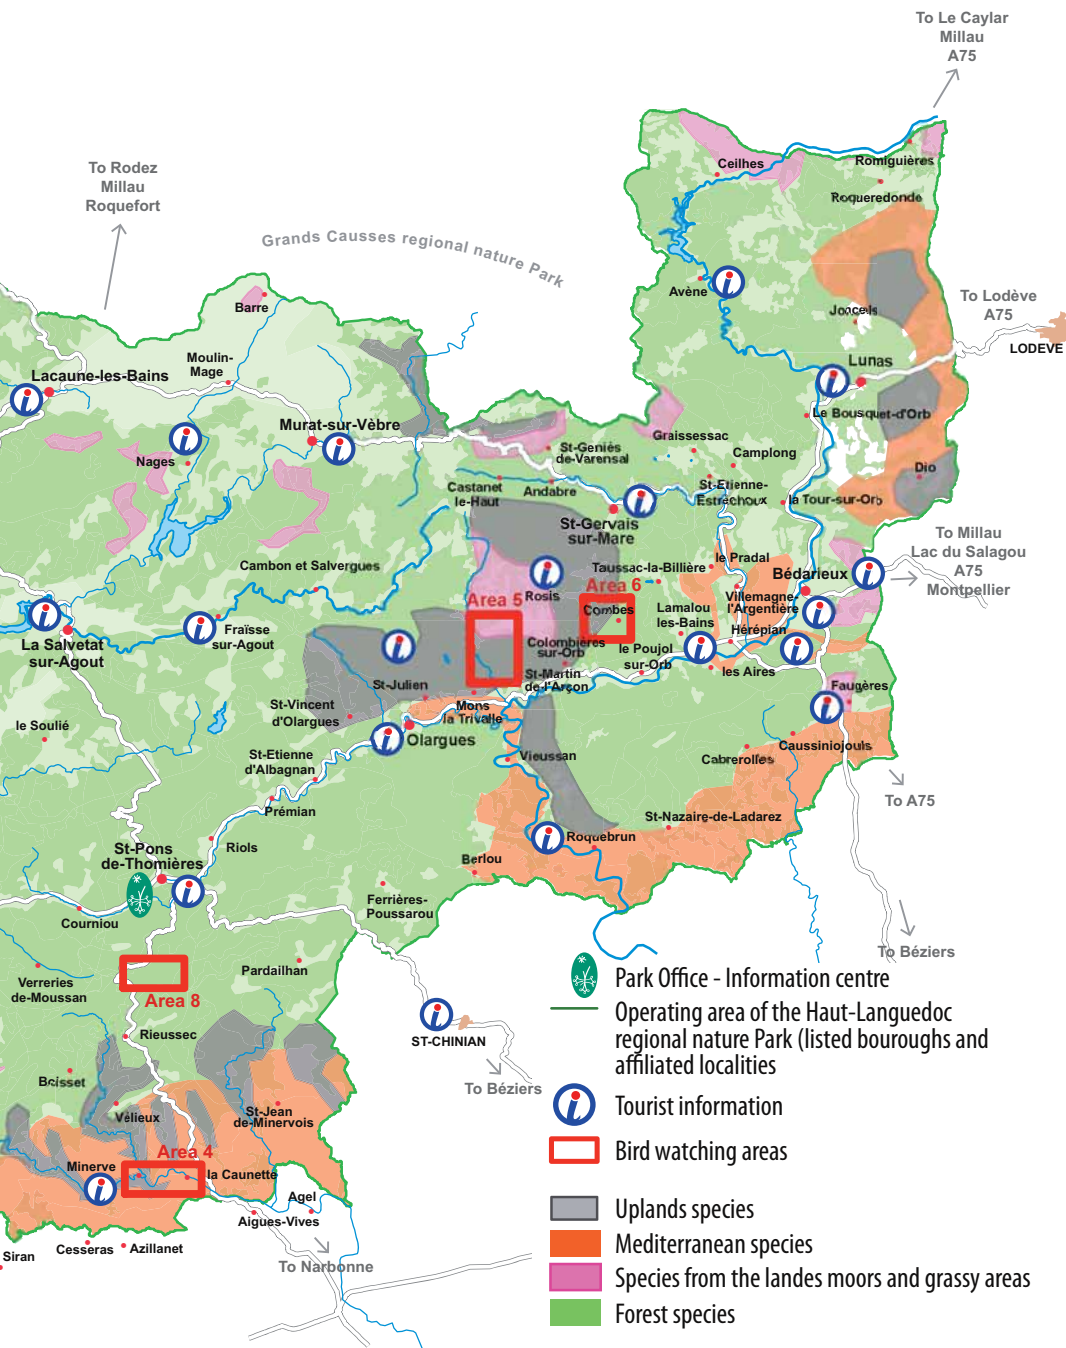 To Le Caylar
Millau
A75
To Rodez
Millau
Roquefort
Grands Causses regional nature Park
Ceilhes
Romiguières
Roqueredonde
Avène
Joncels
To Lodève
A75
LODEVE
Barre
Moulin-
Mage
Lacaune-les-Bains
Lunas
Le Bousquet-d'Orb
Murat-sur-Vèbre
Nages
St-Geniès
de-Varensal
Graissessac
Camplong
Dio
Castanet
le-Haut
Andabre
St-Etienne-
Estréchoux
la Tour-sur-Orb
St-Gervais
sur-Mare
To Millau
Lac du Salagou
A75
Montpellier
Cambon et Salvergues
le Pradal
Taussac-la-Billière
Bédarieux
Rosis
Area 5
Area 6
Combes
Villemagne-
l'Argentière
Lamalou
les-Bains
Hérépian
La Salvetat
sur-Agout
Fraïsse
sur-Agout
Colombières
sur-Orb
le Poujol
sur-Orb
les Aires
St-Julien
St-Martin
de-l'Arçon
Faugères
St-Vincent
d'Olargues
Mons
la Trivalle
le Soulié
Olargues
Vieussan
Caussiniojouls
Cabrerolles
St-Etienne
d'Albagnan
To A75
Prémian
St-Nazaire-de-Ladarez
Roquebrun
Riols
St-Pons
de-Thomières
Berlou
Ferrières-
Poussarou
Courniou
To Béziers
Pardailhan
Verreries
de-Moussan
Area 8
Park Office - Information centre
Operating area of the Haut-Languedoc
regional nature Park (listed bouroughs and
affiliated localities
Rieussec
ST-CHINIAN
To Béziers
Boisset
Tourist information
Vélieux
St-Jean
de-Minervois
Bird watching areas
Area 4
Minerve
la Caunette
Agel
Aigues-Vives
Uplands species
Mediterranean species
Species from the landes moors and grassy areas
Forest species
Siran
Cesseras
Azillanet
To Narbonne